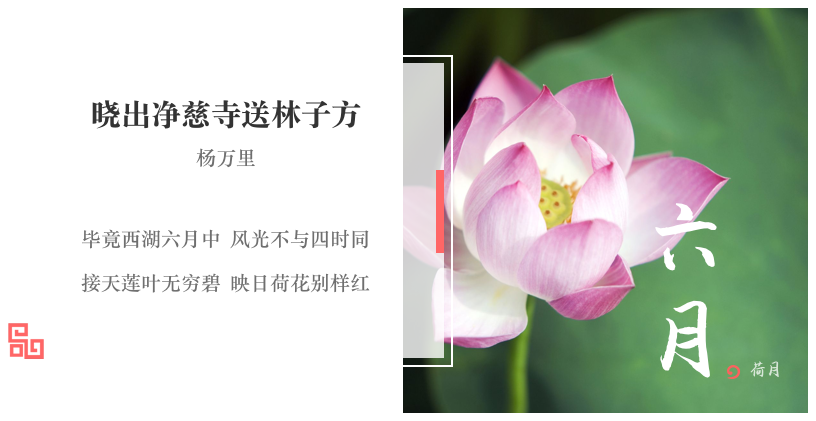 晓出净慈寺送林子方
杨万里
毕竟西湖六月中 风光不与四时同
接天莲叶无穷碧 映日荷花别样红
六月
荷月